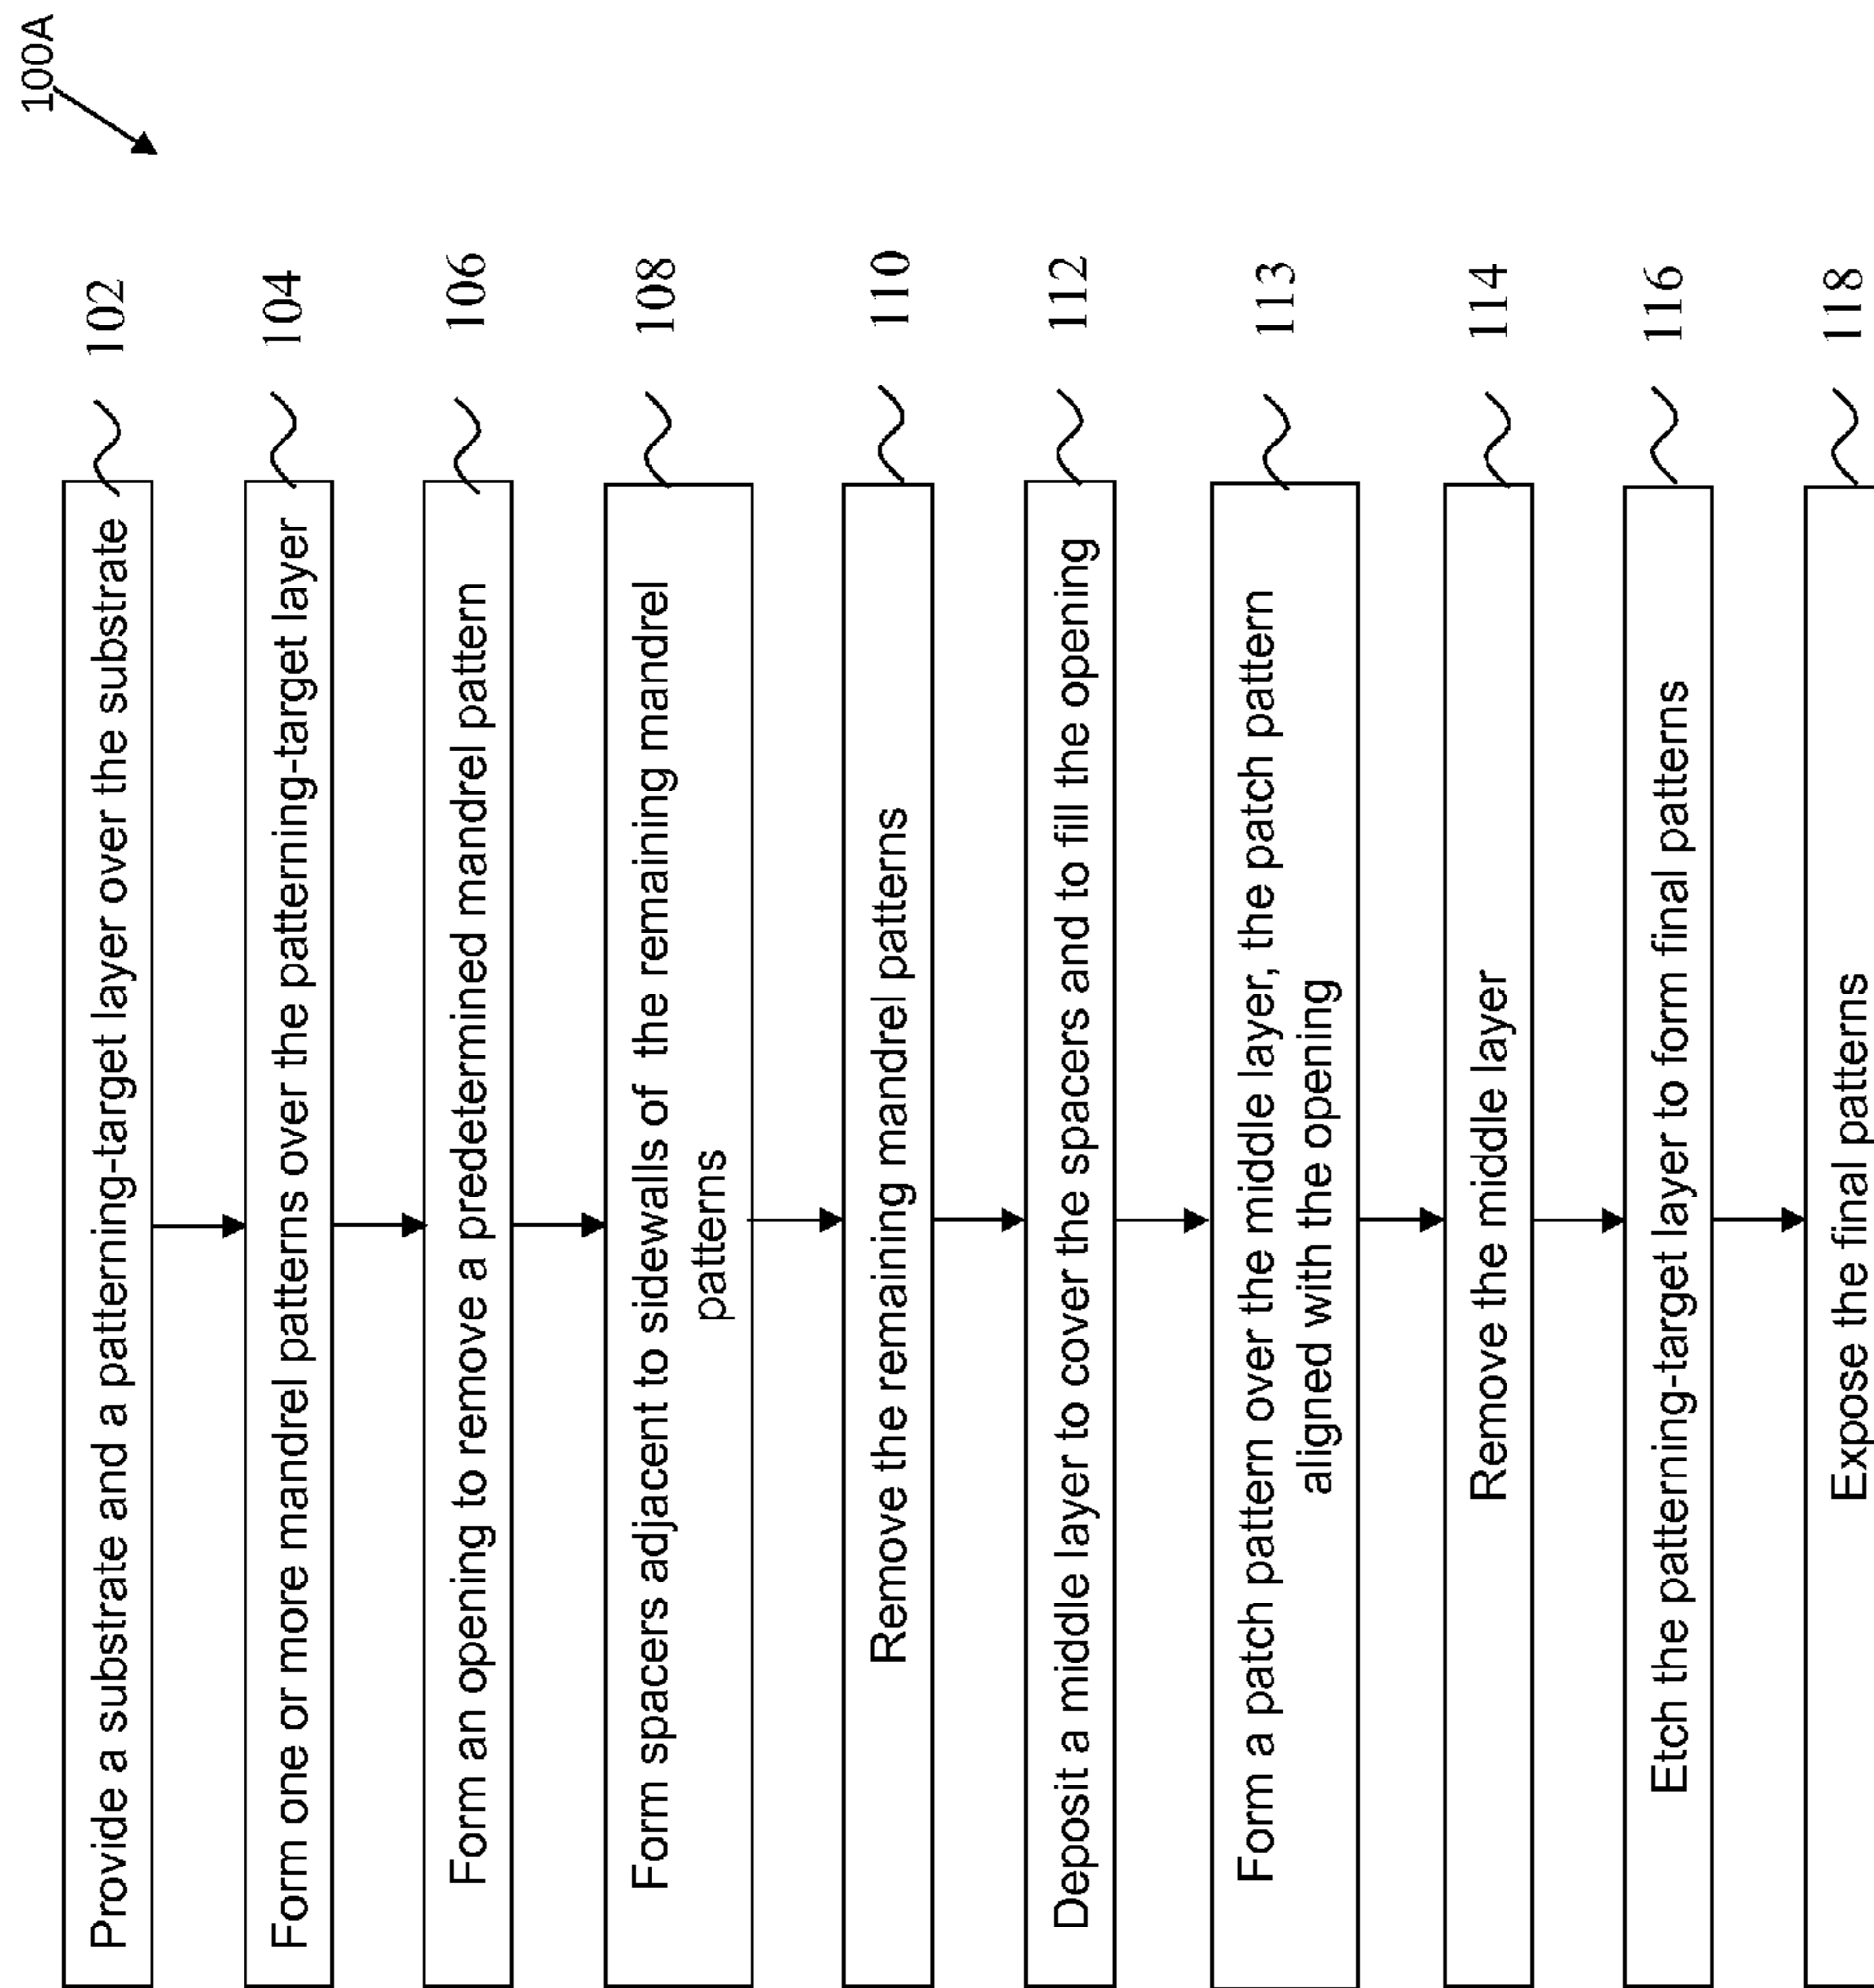 100A
Provide a substrate and a patterning-target layer over the substrate
102
Form one or more mandrel patterns over the patterning-target layer
104
Form an opening to remove a predetermined mandrel pattern
106
Form spacers adjacent to sidewalls of the remaining mandrel
patterns
108
Remove the remaining mandrel patterns
110
Deposit a middle layer to cover the spacers and to fill the opening
112
Form a patch pattern over the middle layer, the patch pattern
aligned with the opening
113
Remove the middle layer
114
Etch the patterning-target layer to form final patterns
116
Expose the final patterns
118